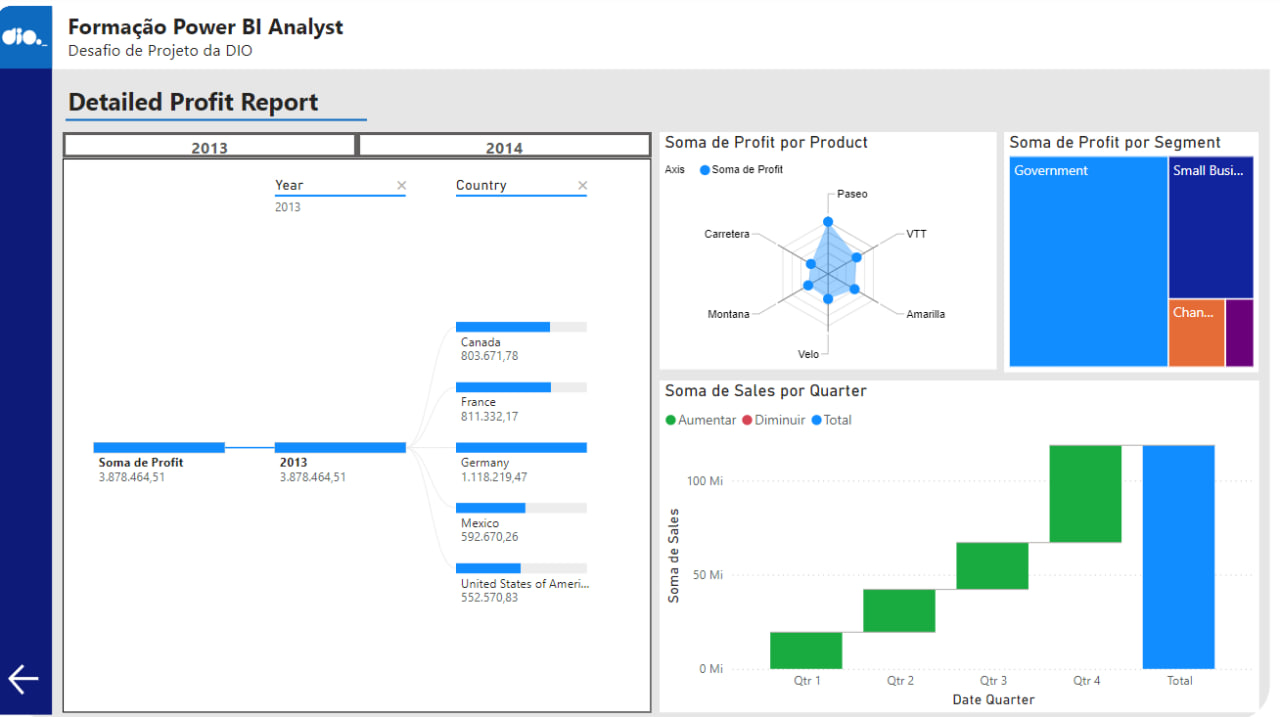 dio._
Formação Power BI Analyst
Desafio de Projeto da DIO
Detailed Profit Report
2013
2014
Year
2013
Country
Canada
803.671,78
France
811.332,17
Soma de Profit
3.878.464,51
2013
3.878.464,51
Germany
1.118.219,47
Mexico
592.670,26
United States of Ameri...
552.570,83
Soma de Profit por Product
Axis Soma de Profit
Paseo
Carretera
VTT
Montana
Amarilla
Velo
Soma de Profit por Segment
Government
Small Busi...
Chan...
Soma de Sales por Quarter
Aumentar Diminuir Total
100 Mi
50 Mi
0 Mi
Soma de Sales
Qtr 1 Qtr 2 Qtr 3 Qtr 4 Total
Date Quarter